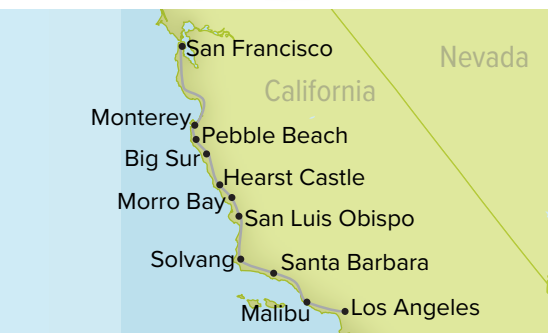 San Francisco
Nevada
California
Monterey
Pebble Beach
Big Sur
Hearst Castle
Morro Bay
San Luis Obispo
Solvang
Santa Barbara
Malibu
Los Angeles